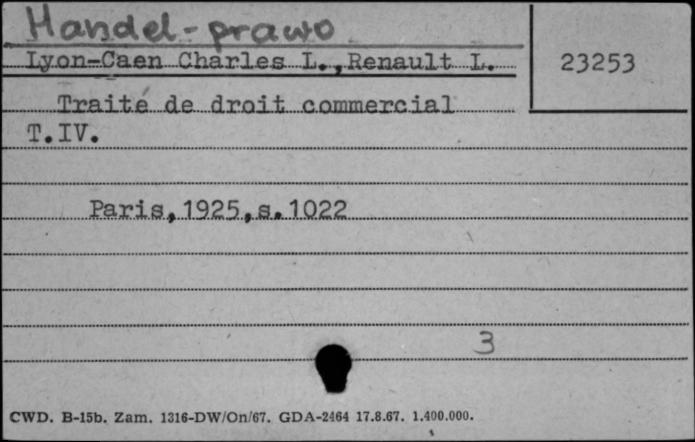 Handel-prawo
Lyon-Caen Charles L.,Renault L.
23253
Traité de droit commercial
T.IV.
Paris,1925,s.1022
3
CWD. B-15b. Zam. 1316-DW/On/67. GDA-2464 17.8.67. 1.400.000.